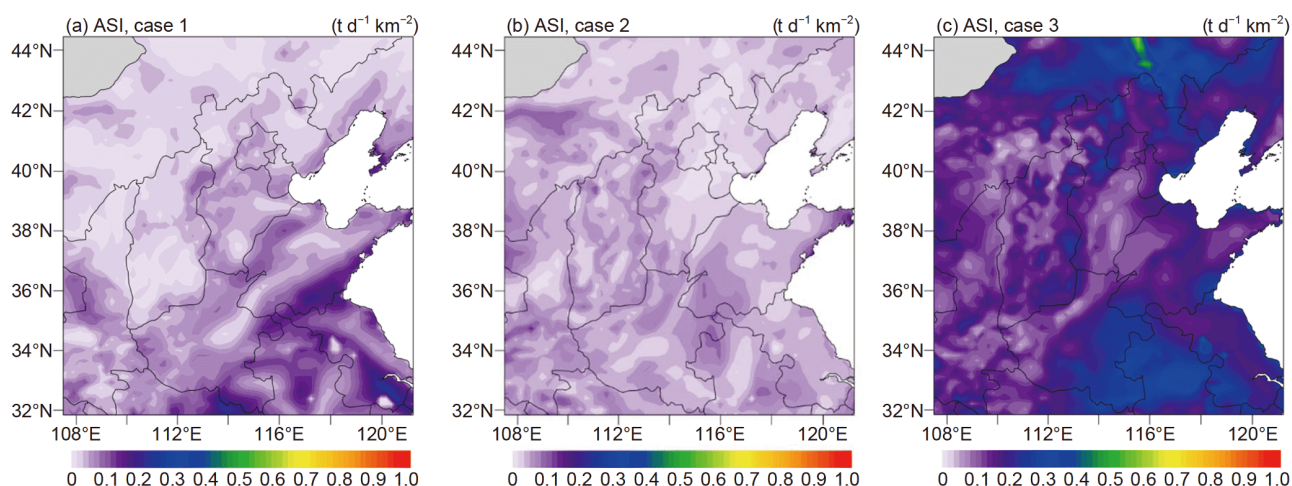 (a) ASI, case 1 (t d⁻¹ km⁻²)
44°N
42°N
40°N
38°N
36°N
34°N
32°N
108°E 112°E 116°E 120°E
0 0.1 0.2 0.3 0.4 0.5 0.6 0.7 0.8 0.9 1.0
(b) ASI, case 2 (t d⁻¹ km⁻²)
44°N
42°N
40°N
38°N
36°N
34°N
32°N
108°E 112°E 116°E 120°E
0 0.1 0.2 0.3 0.4 0.5 0.6 0.7 0.8 0.9 1.0
(c) ASI, case 3 (t d⁻¹ km⁻²)
44°N
42°N
40°N
38°N
36°N
34°N
32°N
108°E 112°E 116°E 120°E
0 0.1 0.2 0.3 0.4 0.5 0.6 0.7 0.8 0.9 1.0